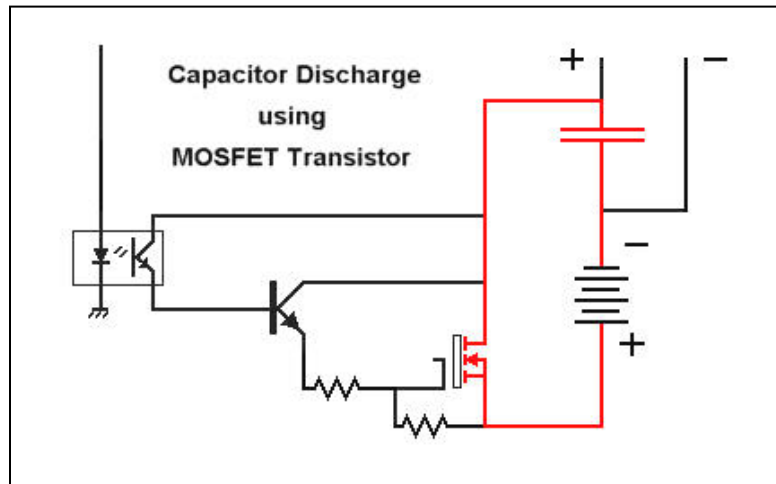 + −
Capacitor Discharge
using
MOSFET Transistor
−
+